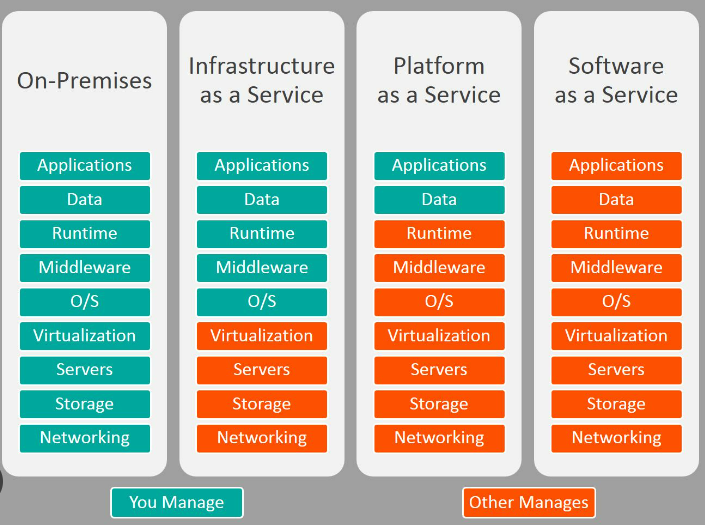 On-Premises
Applications
Data
Runtime
Middleware
O/S
Virtualization
Servers
Storage
Networking
Infrastructure
as a Service
Applications
Data
Runtime
Middleware
O/S
Virtualization
Servers
Storage
Networking
Platform
as a Service
Applications
Data
Runtime
Middleware
O/S
Virtualization
Servers
Storage
Networking
Software
as a Service
Applications
Data
Runtime
Middleware
O/S
Virtualization
Servers
Storage
Networking
You Manage
Other Manages